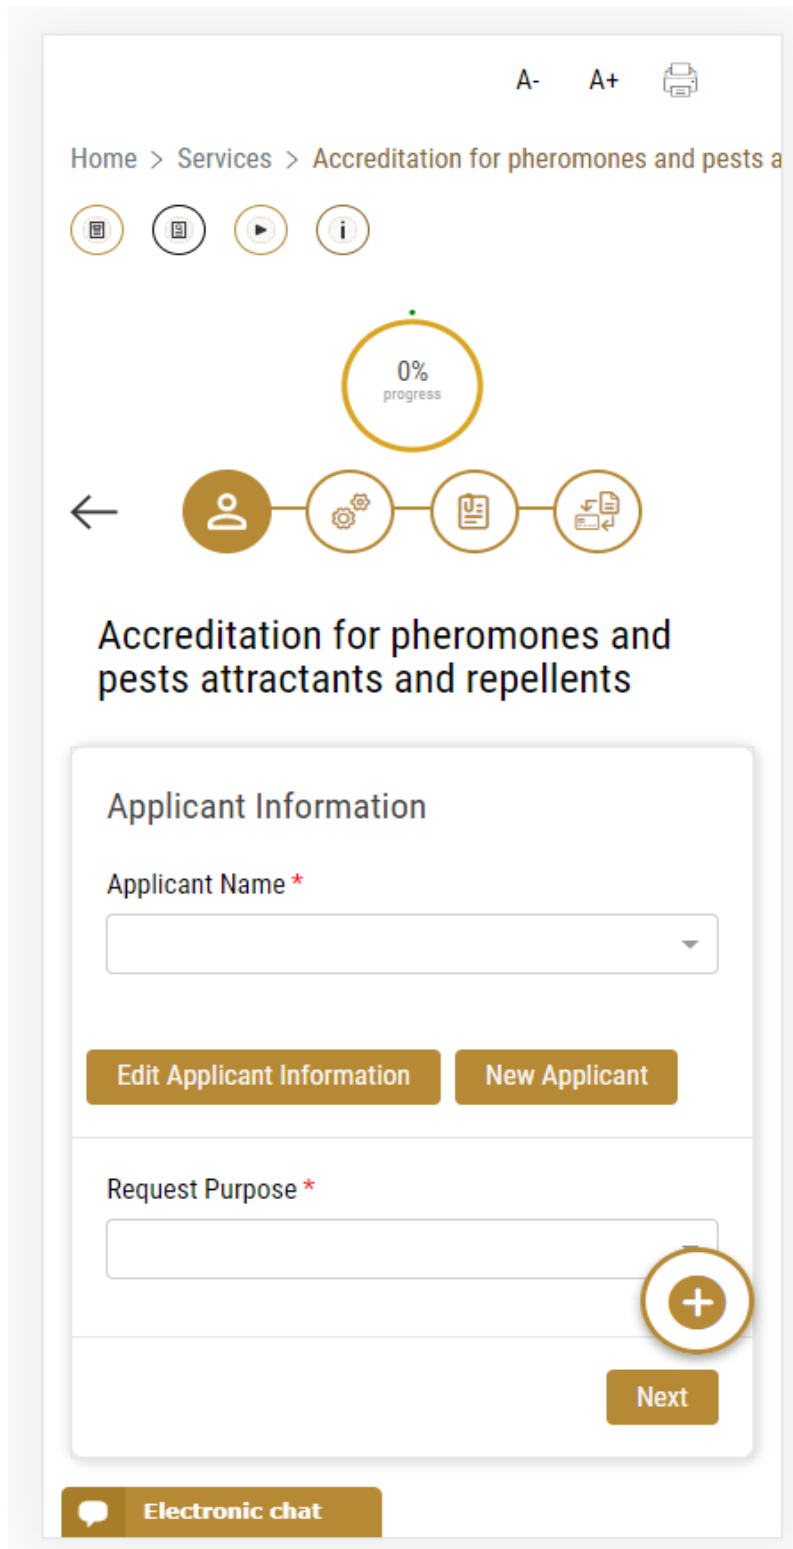 A- A+
Home > Services > Accreditation for pheromones and pests a
i
0%
progress
Accreditation for pheromones and
pests attractants and repellents
Applicant Information
Applicant Name *
Edit Applicant Information New Applicant
Request Purpose *
Next
Electronic chat